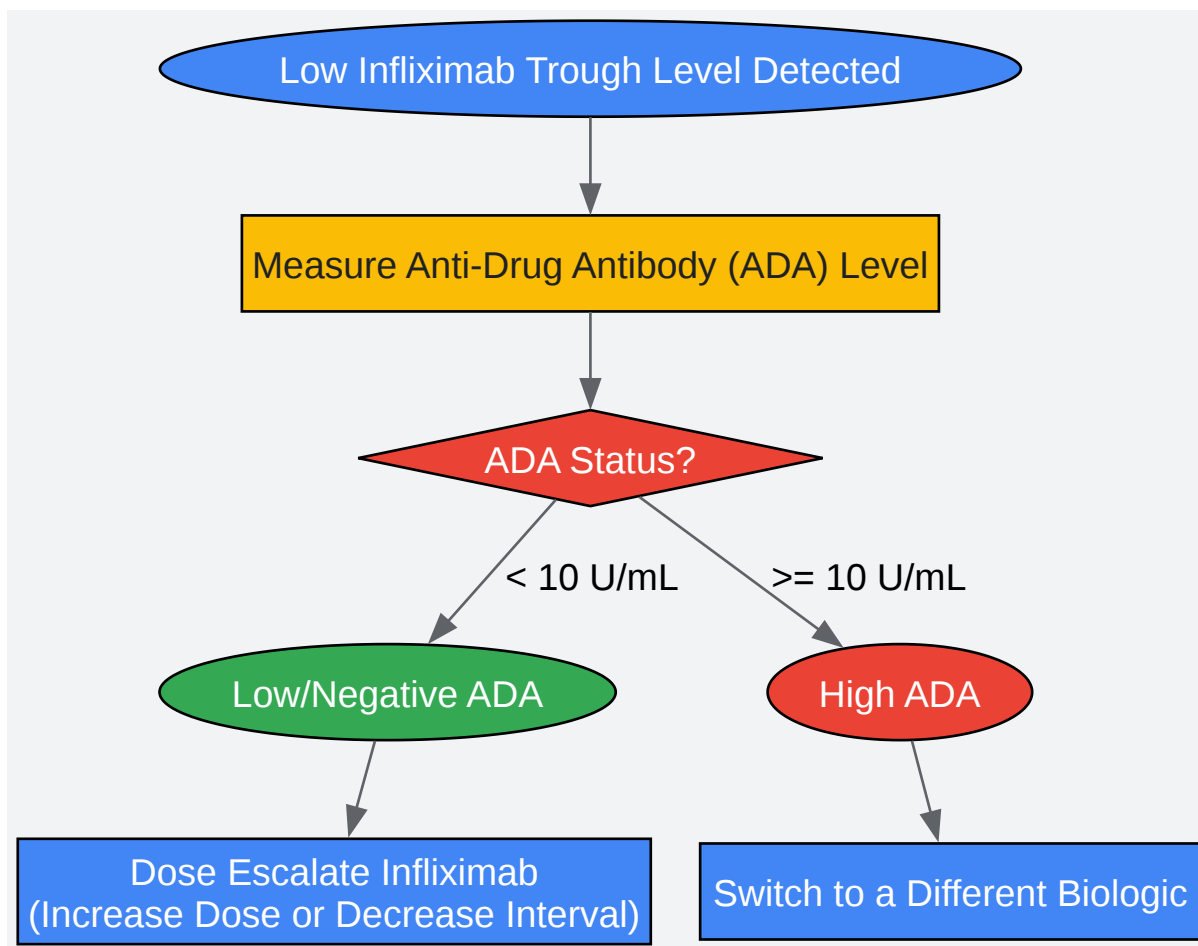 Low Infliximab Trough Level Detected
Measure Anti-Drug Antibody (ADA) Level
ADA Status?
< 10 U/mL
>= 10 U/mL
Low/Negative ADA
High ADA
Dose Escalate Infliximab
(Increase Dose or Decrease Interval)
Switch to a Different Biologic